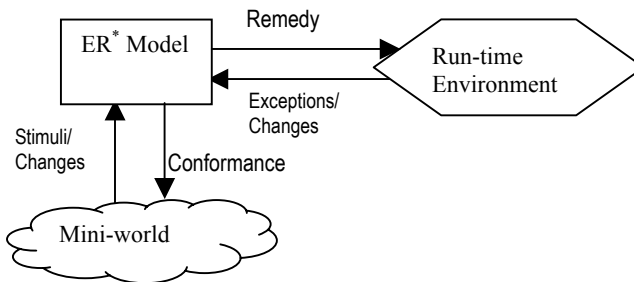 Remedy
ER* Model
Run-time
Environment
Exceptions/
Changes
Stimuli/
Changes
Conformance
Mini-world